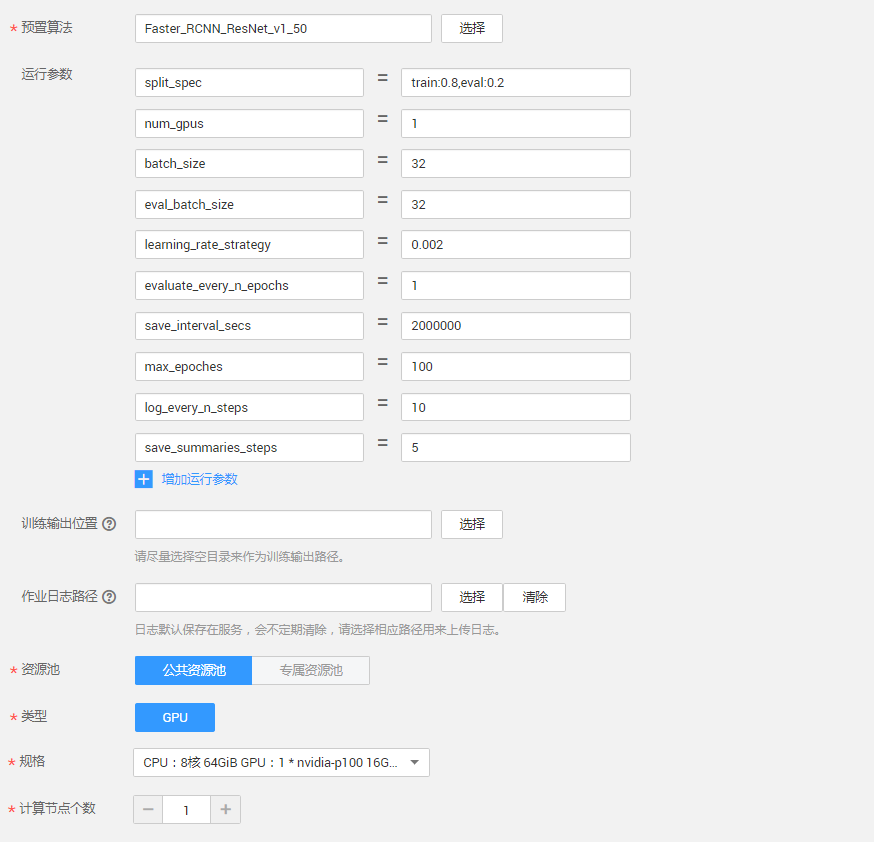 * 预置算法 Faster_RCNN_ResNet_v1_50 选择
运行参数 split_spec = train:0.8,eval:0.2
num_gpus = 1
batch_size = 32
eval_batch_size = 32
learning_rate_strategy = 0.002
evaluate_every_n_epochs = 1
save_interval_secs = 2000000
max_epoches = 100
log_every_n_steps = 10
save_summaries_steps = 5
+ 增加运行参数
训练输出位置 ? 选择
请尽量选择空目录来作为训练输出路径。
作业日志路径 ? 选择 清除
日志默认保存在服务，会不定期清除，请选择相应路径用来上传日志。
* 资源池 公共资源池 专属资源池
* 类型 GPU
* 规格 CPU：8核 64GiB GPU：1 * nvidia-p100 16G...
* 计算节点个数 − 1 +